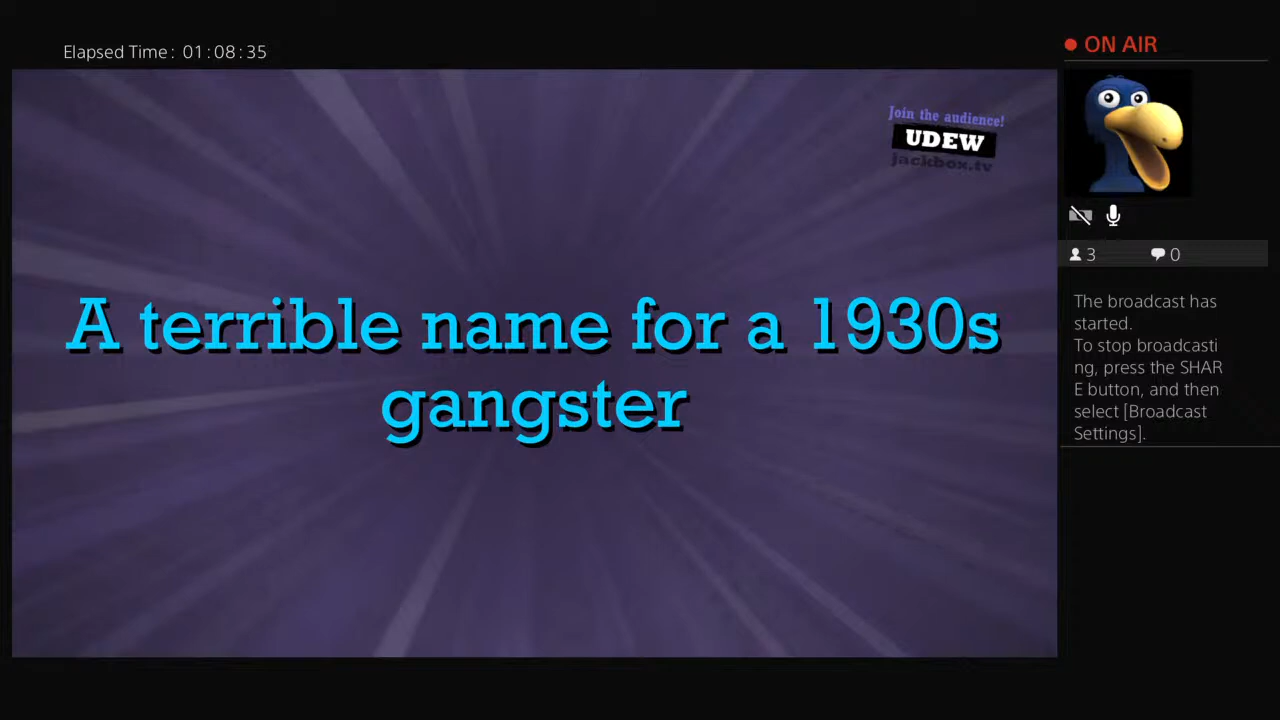 Elapsed Time: 01:08:35
ON AIR
Join the audience!
UDEW
jackbox.tv
3
0
A terrible name for a 1930s
gangster
The broadcast has
started.
To stop broadcasti
ng, press the SHAR
E button, and then
select [Broadcast
Settings].